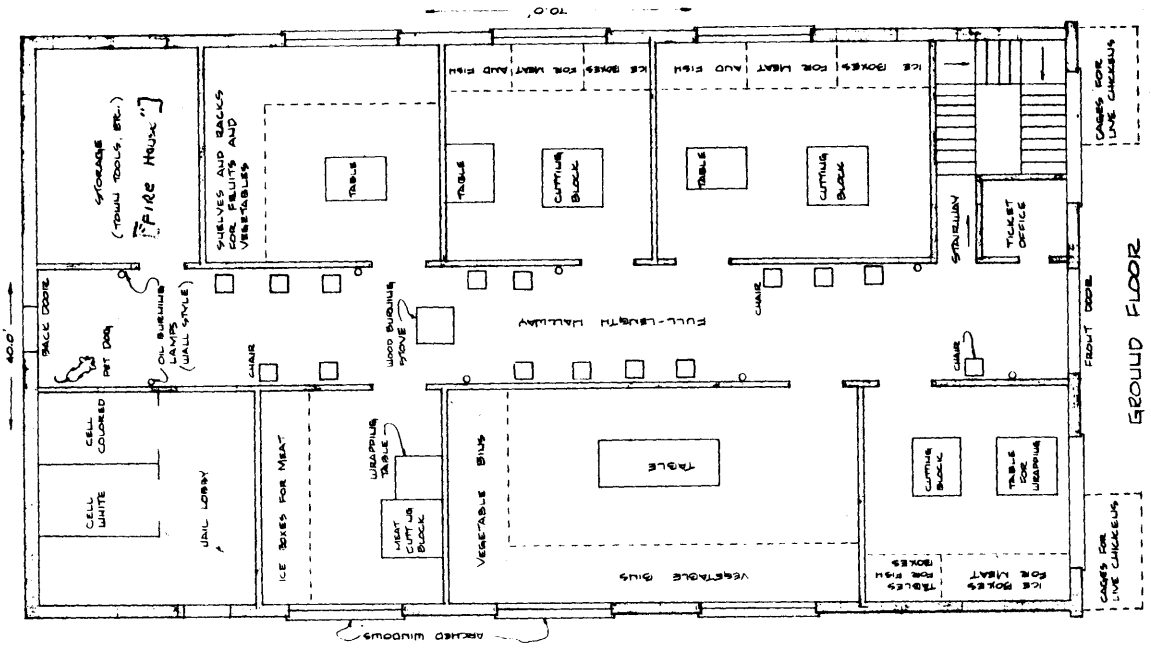 70.0'
40.0'
STORAGE
(TOWN TOOLS, ETC..)
["FIRE HOUSE"]
SHELVES AND RACKS
FOR FRUITS AND
VEGETABLES
TABLE
ICE BOXES FOR MEAT AND FISH
TABLE
CUTTING
BLOCK
ICE BOXES FOR MEAT AND FISH
TABLE
CUTTING
BLOCK
STAIRWAY
TICKET
OFFICE
CAGES FOR
LIVE CHICKENS
BACK DOOR
PET DOG
OIL BURNING
LAMPS
(WALL STYLE)
CHAIR
WOOD BURNING
STOVE
FULL-LENGTH HALLWAY
CHAIR
CHAIR
FRONT DOOR
GROUND FLOOR
CELL
COLORED
CELL
WHITE
JAIL LOBBY
ICE BOXES FOR MEAT
WRAPPING
TABLE
MEAT
CUTTING
BLOCK
VEGETABLE BINS
TABLE
VEGETABLE BINS
CUTTING
BLOCK
TABLE
FOR
WRAPPING
TABLES
FOR FISH
BOXES
ICE BOXES
FOR MEAT
CAGES FOR
LIVE CHICKENS
ARCHED WINDOWS